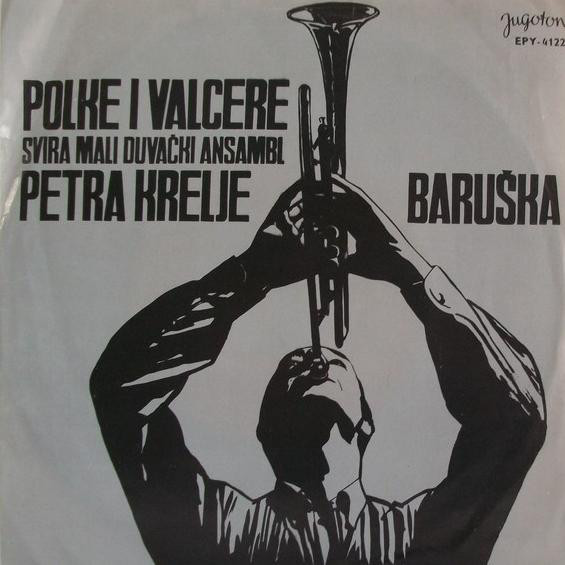 Jugoton
EPY-4122
POLKE I VALCERE
SVIRA MALI DUVAČKI ANSAMBL
PETRA KRELJE
BARUŠKA